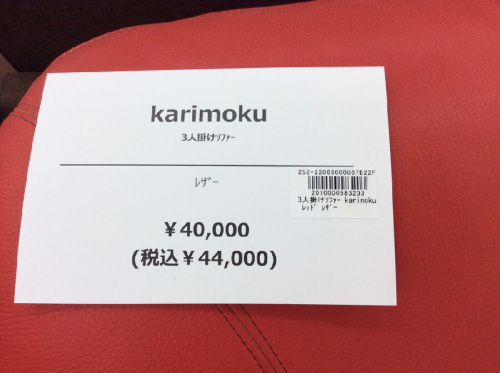 karimoku
3人掛けｿﾌｧｰ
ﾚｻﾞｰ
2010000583203
3人掛けｿﾌｧｰ karimoku
ﾚｯﾄﾞ ﾚｻﾞｰ
￥40,000
(税込￥44,000)